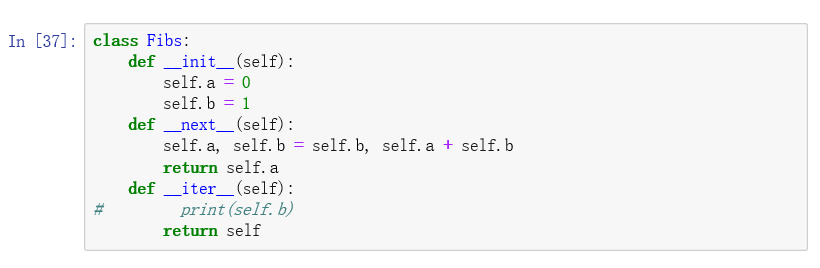 In [37]: class Fibs:
    def __init__(self):
        self.a = 0
        self.b = 1
    def __next__(self):
        self.a, self.b = self.b, self.a + self.b
        return self.a
    def __iter__(self):
#         print(self.b)
        return self